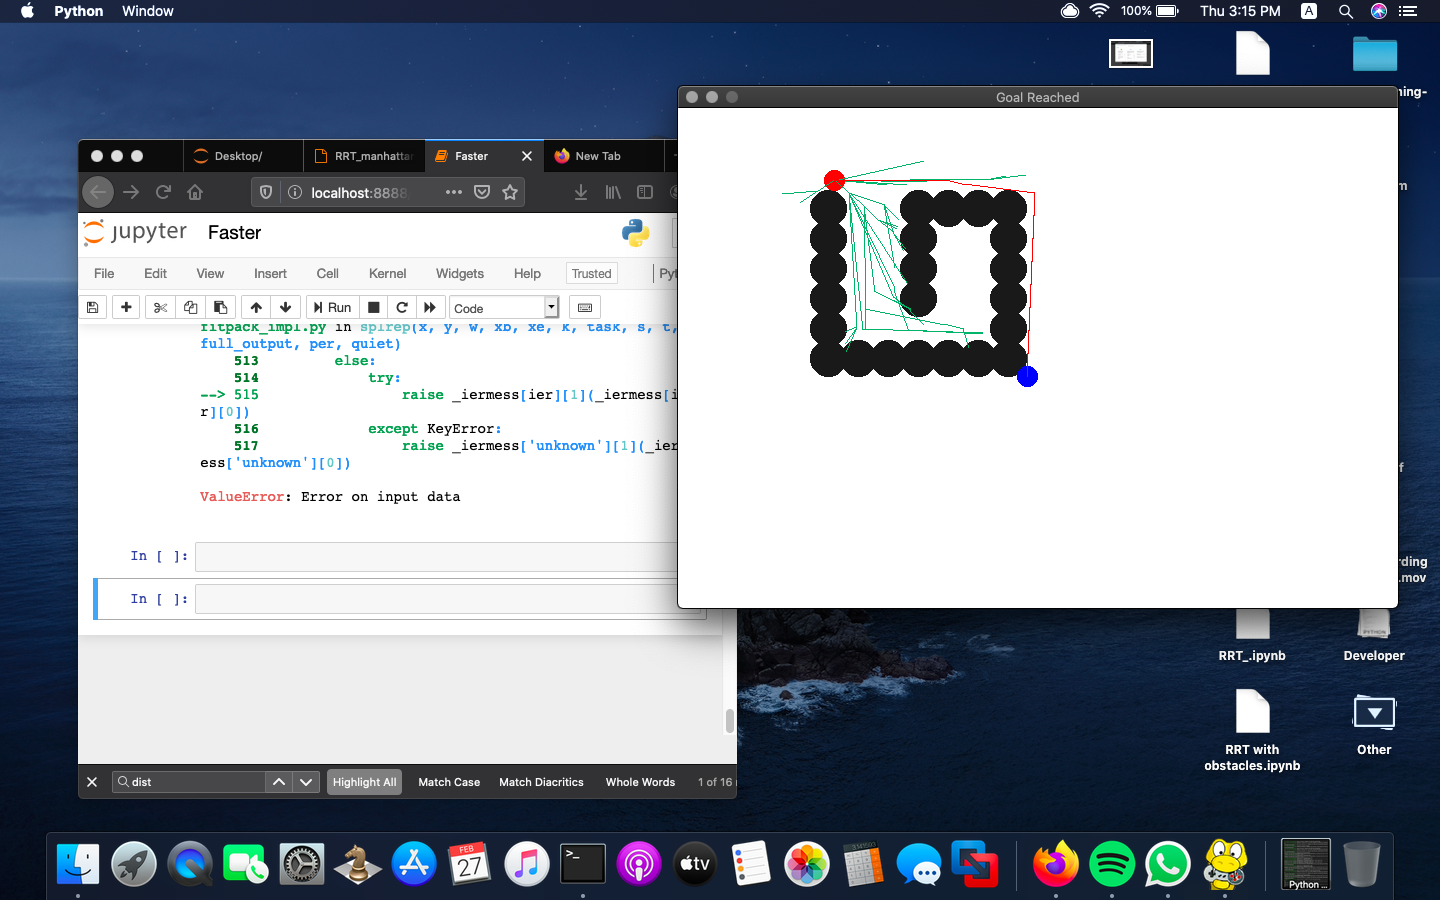 Python Window
100% Thu 3:15 PM A
Goal Reached
Desktop/
Faster
New Tab
localhost:8888
jupyter Faster
File Edit View Insert Cell Kernel Widgets Help Trusted
Run Code
fitpack_impl.py in splrep(x, y, w, xb, xe, k, task, s, t,
full_output, per, quiet)
513 else:
514 try:
--> 515 raise _iermess[ier][1](_iermess[i
r][0])
516 except KeyError:
517 raise _iermess['unknown'][1](_ier
ess['unknown'][0])
ValueError: Error on input data
In [ ]:
In [ ]:
dist Highlight All Match Case Match Diacritics Whole Words 1 of 16
ning-
m
f
rding
.mov
RRT_.ipynb
PYTHON
Developer
RRT with
obstacles.ipynb
Other
FEB
27
tv
Python ...